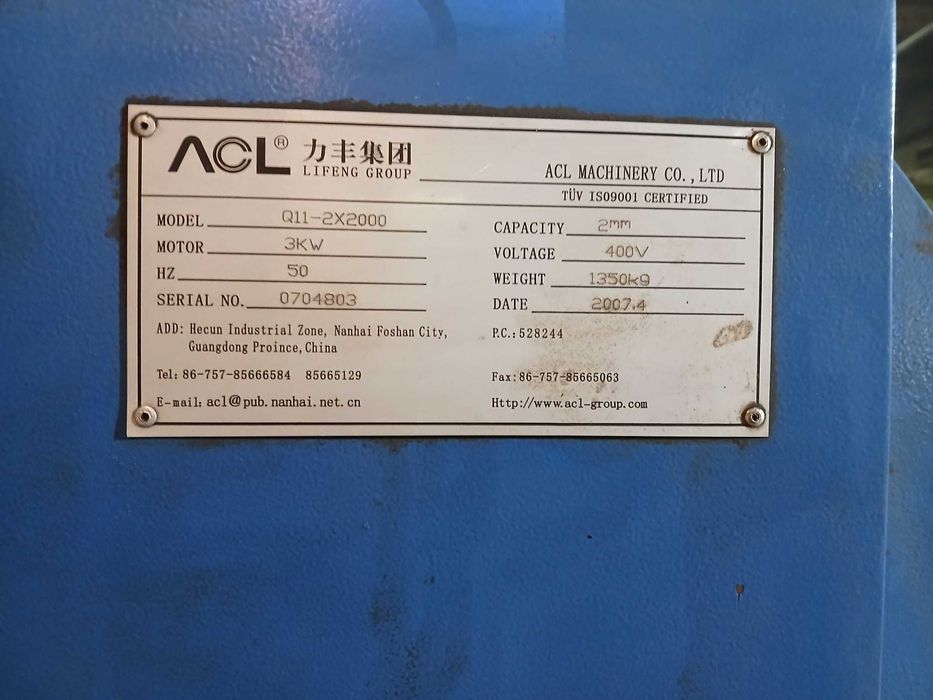 ACL® 力丰集团
LIFENG GROUP
ACL MACHINERY CO.,LTD
TÜV ISO9001 CERTIFIED
MODEL Q11-2X2000
MOTOR 3KW
HZ 50
SERIAL NO. 0704803
CAPACITY 2mm
VOLTAGE 400V
WEIGHT 1350kg
DATE 2007.4
ADD: Hecun Industrial Zone, Nanhai Foshan City,
Guangdong Proince, China
P.C.: 528244
Tel: 86-757-85666584 85665129
Fax: 86-757-85665063
E-mail: acl@pub.nanhai.net.cn
Http://www.acl-group.com